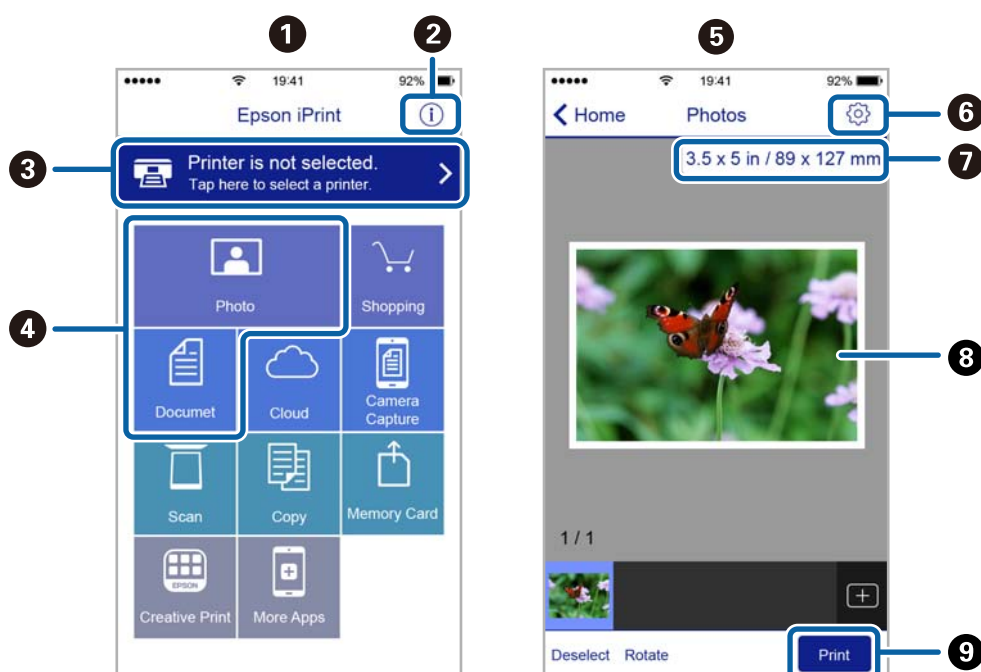 1
2
19:41
92%
Epson iPrint
3
Printer is not selected.
Tap here to select a printer.
4
Photo
Shopping
Documet
Cloud
Camera
Capture
Scan
Copy
Memory Card
EPSON
Creative Print
More Apps
5
19:41
92%
Home
Photos
6
3.5 x 5 in / 89 x 127 mm
7
8
1 / 1
Deselect
Rotate
Print
9